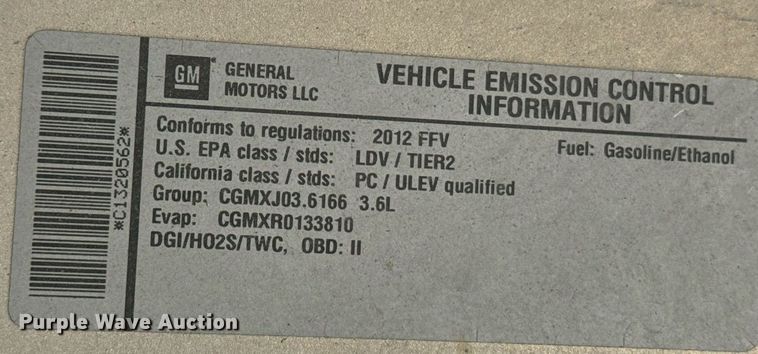 GM GENERAL MOTORS LLC
VEHICLE EMISSION CONTROL
INFORMATION
Conforms to regulations: 2012 FFV
Fuel: Gasoline/Ethanol
U.S. EPA class / stds: LDV / TIER2
California class / stds: PC / ULEV qualified
Group: CGMXJ03.6166 3.6L
Evap: CGMXR0133810
DGI/HO2S/TWC, OBD: II
*C1320562*
Purple Wave Auction